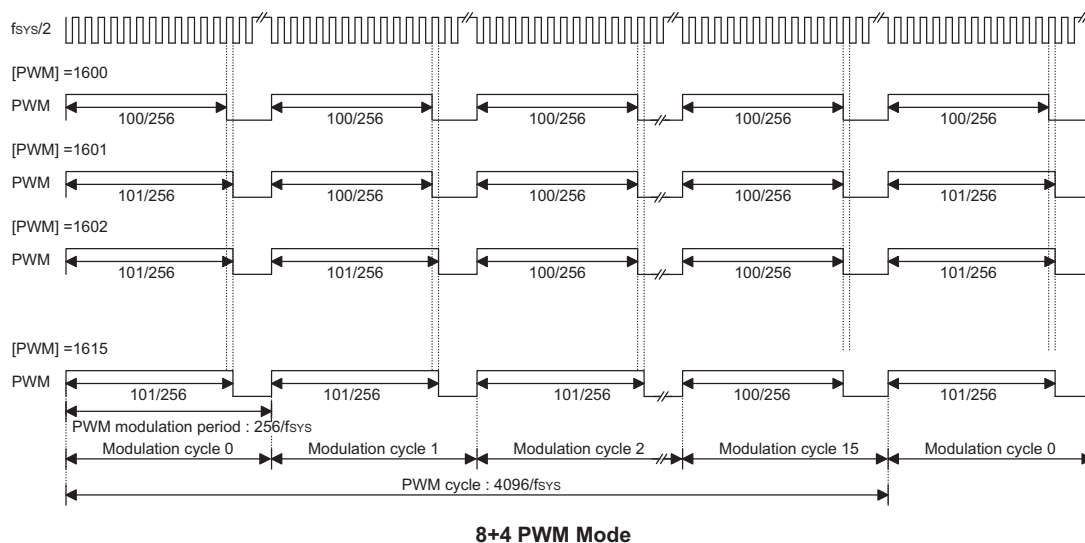 fSYS/2
[PWM] =1600
PWM
100/256 100/256 100/256 100/256 100/256
[PWM] =1601
PWM
101/256 100/256 100/256 100/256 101/256
[PWM] =1602
PWM
101/256 101/256 100/256 100/256 101/256
[PWM] =1615
PWM
101/256 101/256 101/256 100/256 101/256
PWM modulation period : 256/fSYS
Modulation cycle 0 Modulation cycle 1 Modulation cycle 2 Modulation cycle 15 Modulation cycle 0
PWM cycle : 4096/fSYS
8+4 PWM Mode